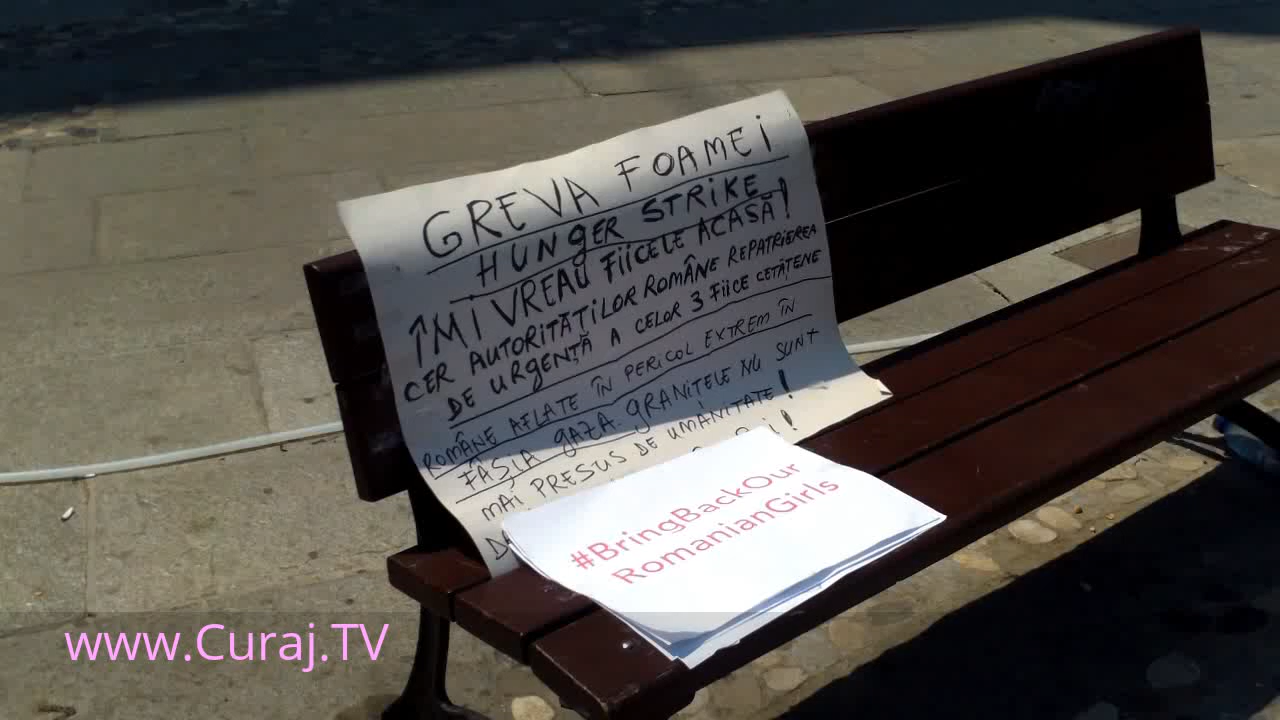 GREVA FOAMEi
HUNgER STRiKE
ÎMi VREAU FiiCELE ACASĂ!
CER AUTORiTĂȚiLOR ROMÂNE REPATRiEREA
DE URgENȚĂ A CELOR 3 FiiCE CETĂȚENE
ROMÂNE AFLATE ÎN PERiCOL EXTREM ÎN
FÂȘiA gAZA. gRANiȚELE NU SUNT
MAi PRESUS DE UMANiTATE!
#BringBackOur
RomanianGirls
www.Curaj.TV